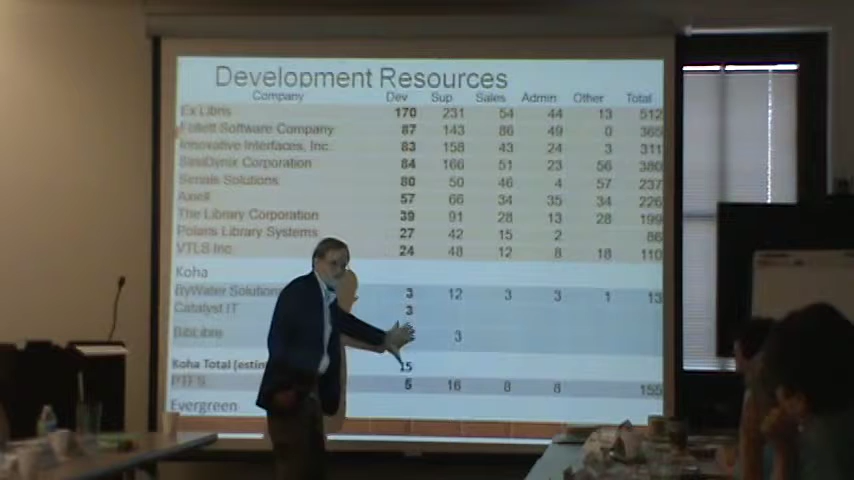 Development Resources
Company Dev Sup Sales Admin Other Total
Ex Libris 170 231 54 44 13 512
Follett Software Company 87 143 86 49 0 365
Innovative Interfaces, Inc. 83 158 43 24 3 311
SirsiDynix Corporation 84 166 51 23 56 380
Serials Solutions 80 50 46 4 57 237
Axiell 57 66 34 35 34 226
The Library Corporation 39 91 28 13 28 199
Polaris Library Systems 27 42 15 2 86
VTLS Inc. 24 48 12 8 18 110
Koha
ByWater Solutions 3 12 3 3 1 13
Catalyst IT 3
BibLibre 3
Koha Total (estim 15
PTFS 5 16 8 8 155
Evergreen